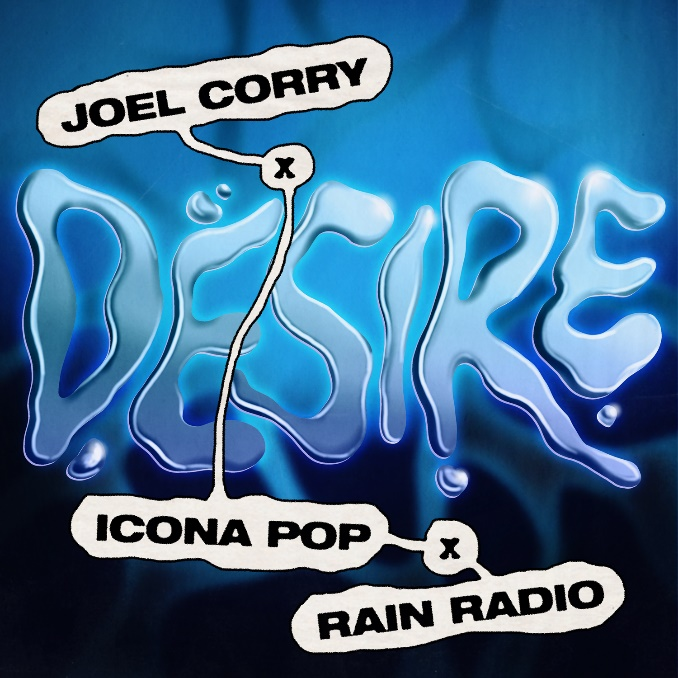 JOEL CORRY
X
DESIRE
ICONA POP
X
RAIN RADIO